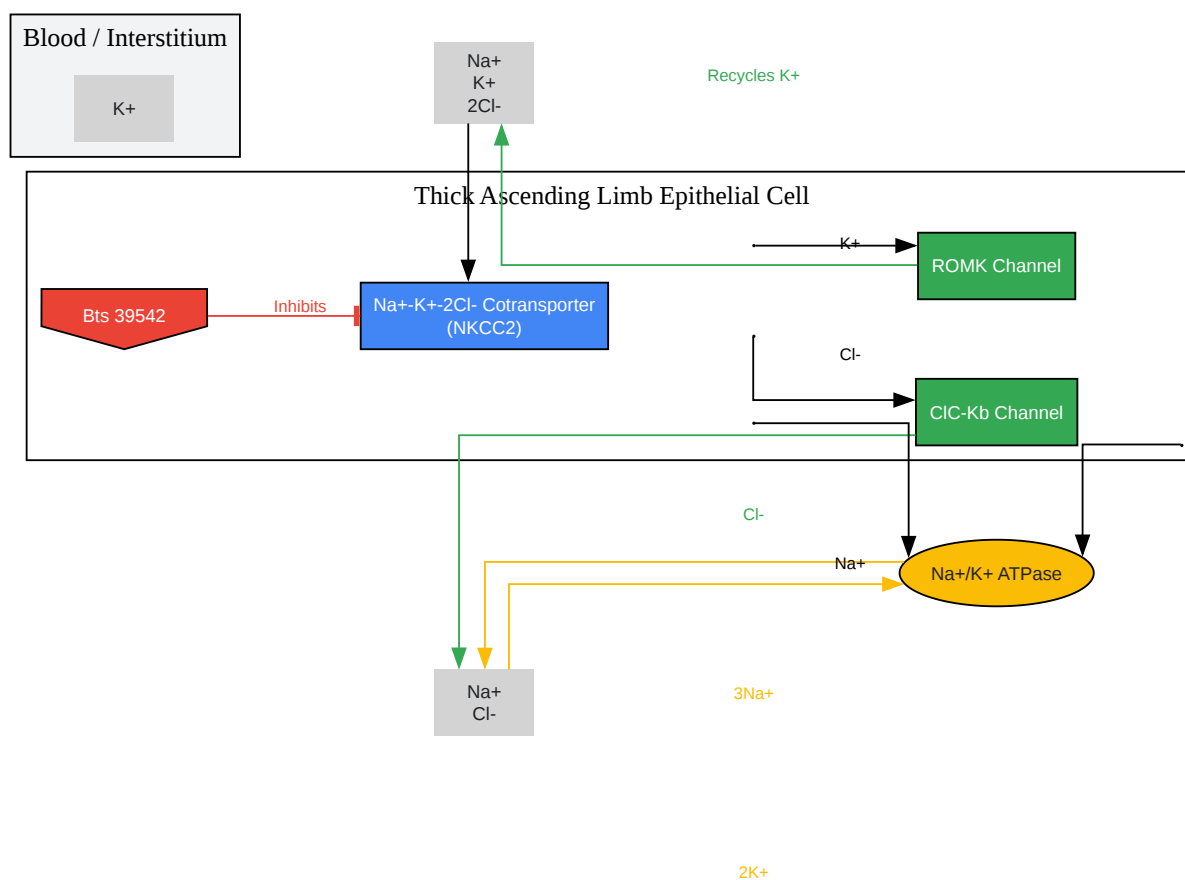 Blood / Interstitium
K+
Na+
K+
2Cl-
Recycles K+
Thick Ascending Limb Epithelial Cell
K+
ROMK Channel
Bts 39542
Inhibits
Na+-K+-2Cl- Cotransporter
(NKCC2)
Cl-
ClC-Kb Channel
Cl-
Na+
Na+/K+ ATPase
Na+
Cl-
3Na+
2K+